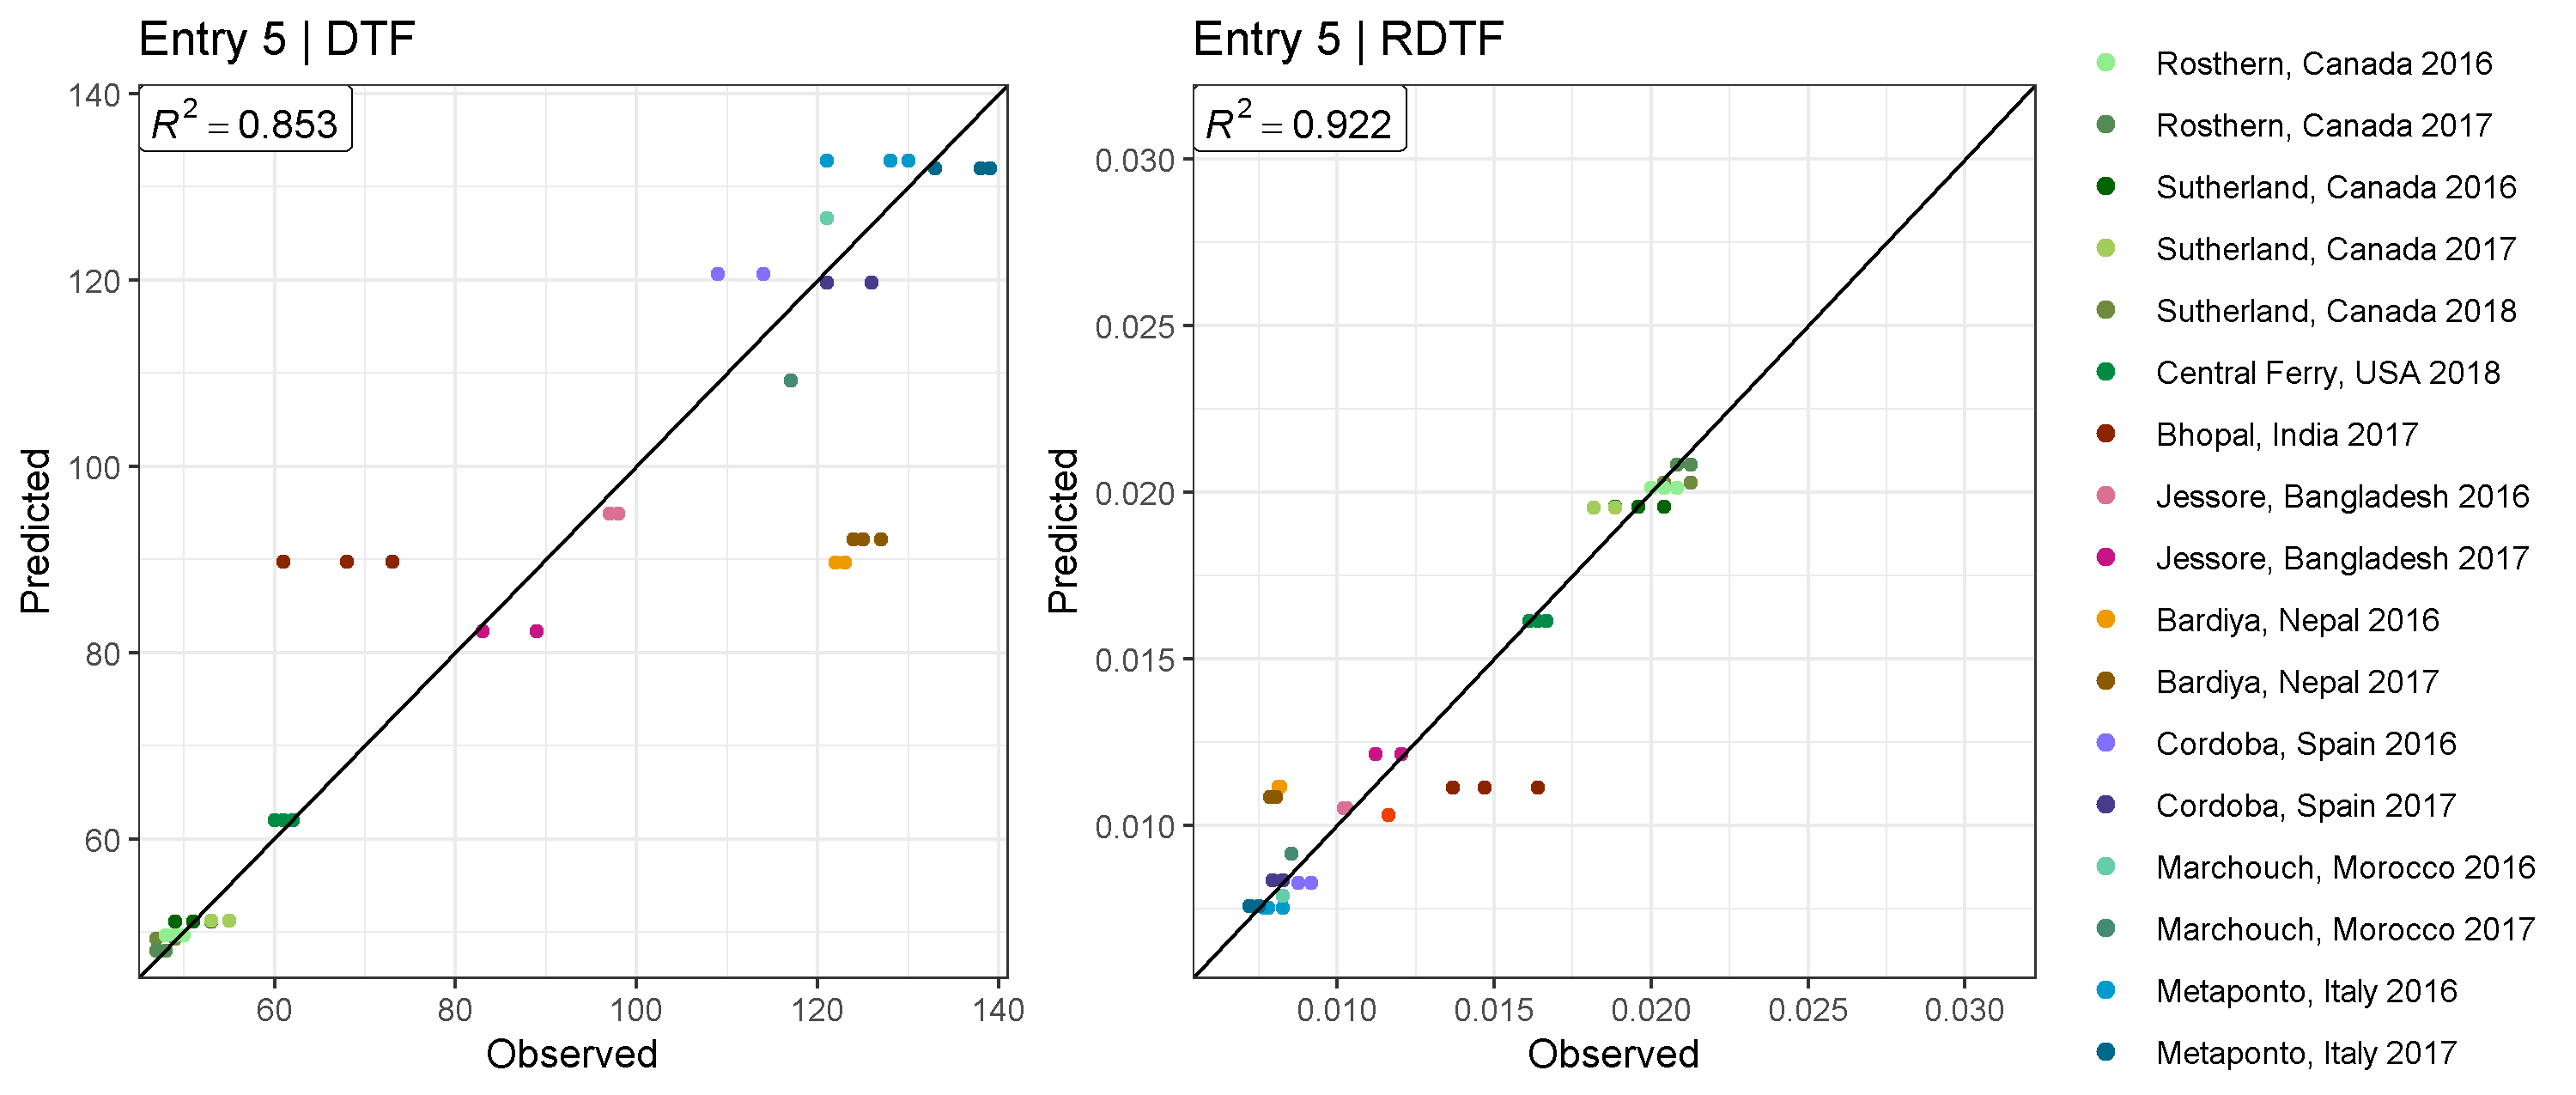 Entry 5 | DTF
R² = 0.853
140
120
100
80
60
Predicted
60 80 100 120 140
Observed
Entry 5 | RDTF
R² = 0.922
0.030
0.025
0.020
0.015
0.010
Predicted
0.010 0.015 0.020 0.025 0.030
Observed
Rosthern, Canada 2016
Rosthern, Canada 2017
Sutherland, Canada 2016
Sutherland, Canada 2017
Sutherland, Canada 2018
Central Ferry, USA 2018
Bhopal, India 2017
Jessore, Bangladesh 2016
Jessore, Bangladesh 2017
Bardiya, Nepal 2016
Bardiya, Nepal 2017
Cordoba, Spain 2016
Cordoba, Spain 2017
Marchouch, Morocco 2016
Marchouch, Morocco 2017
Metaponto, Italy 2016
Metaponto, Italy 2017